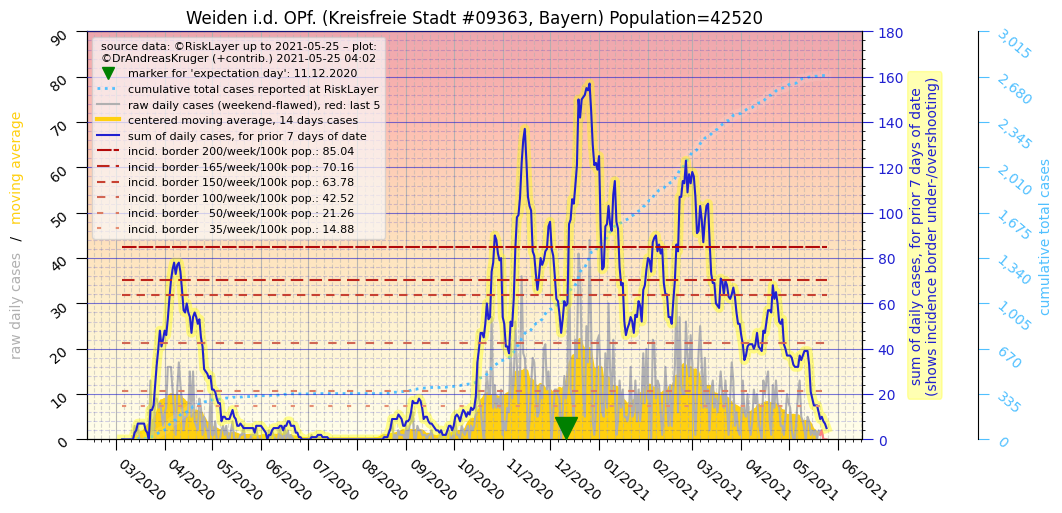 Weiden i.d. OPf. (Kreisfreie Stadt #09363, Bayern) Population=42520
source data: ©RiskLayer up to 2021-05-25 – plot:
©DrAndreasKruger (+contrib.) 2021-05-25 04:02
marker for 'expectation day': 11.12.2020
cumulative total cases reported at RiskLayer
raw daily cases (weekend-flawed), red: last 5
centered moving average, 14 days cases
sum of daily cases, for prior 7 days of date
incid. border 200/week/100k pop.: 85.04
incid. border 165/week/100k pop.: 70.16
incid. border 150/week/100k pop.: 63.78
incid. border 100/week/100k pop.: 42.52
incid. border   50/week/100k pop.: 21.26
incid. border   35/week/100k pop.: 14.88
raw daily cases  /   moving average
90
80
70
60
50
40
30
20
10
0
03/2020
04/2020
05/2020
06/2020
07/2020
08/2020
09/2020
10/2020
11/2020
12/2020
01/2021
02/2021
03/2021
04/2021
05/2021
06/2021
180
160
140
120
100
80
60
40
20
0
sum of daily cases, for prior 7 days of date
(shows incidence border under-/overshooting)
3,015
2,680
2,345
2,010
1,675
1,340
1,005
670
335
0
cumulative total cases